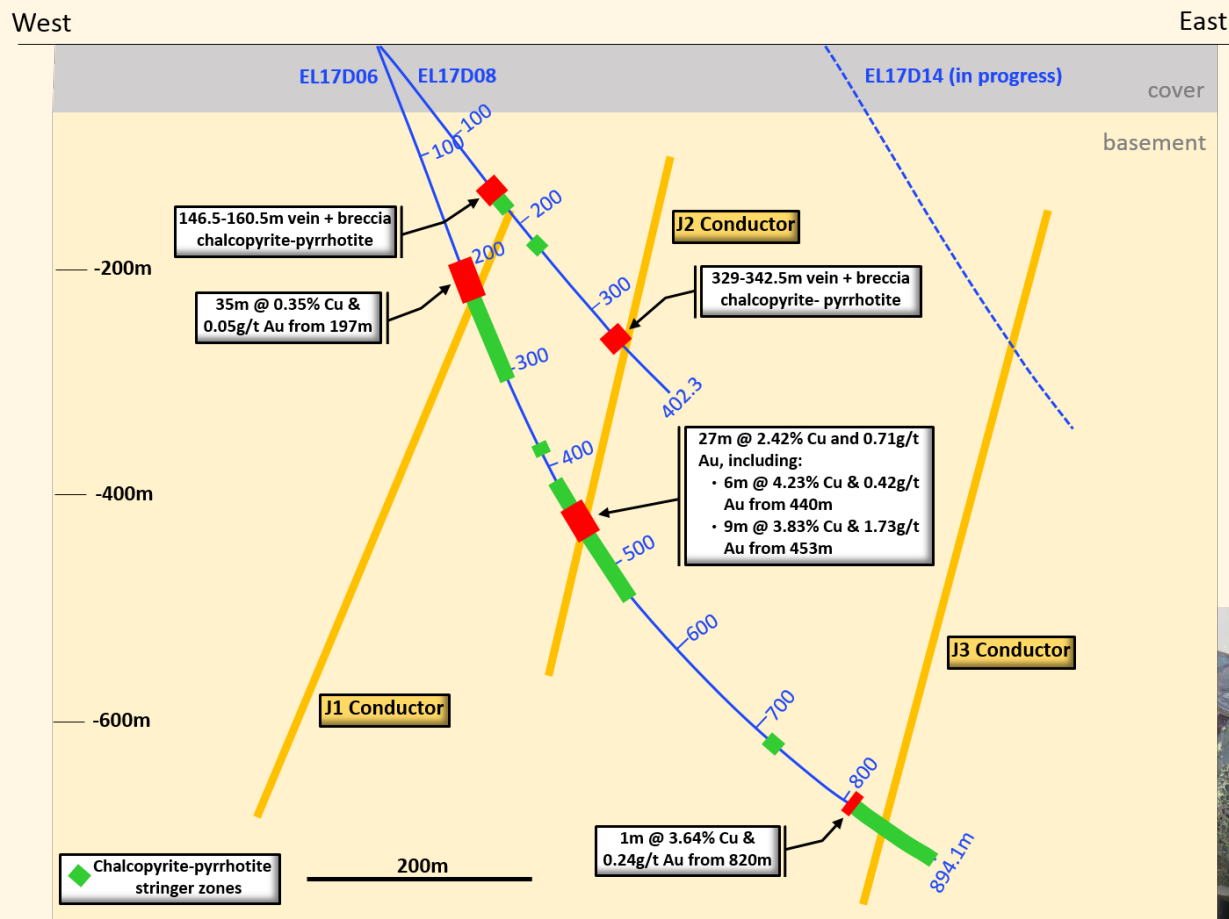 West
East
EL17D06
EL17D08
EL17D14 (in progress)
cover
basement
100
100
200
200
300
300
400
402.3
500
600
700
800
894.1m
-200m
-400m
-600m
146.5-160.5m vein + breccia
chalcopyrite-pyrrhotite
35m @ 0.35% Cu &
0.05g/t Au from 197m
J2 Conductor
329-342.5m vein + breccia
chalcopyrite- pyrrhotite
27m @ 2.42% Cu and 0.71g/t
Au, including:
• 6m @ 4.23% Cu & 0.42g/t
Au from 440m
• 9m @ 3.83% Cu & 1.73g/t
Au from 453m
J3 Conductor
J1 Conductor
1m @ 3.64% Cu &
0.24g/t Au from 820m
Chalcopyrite-pyrrhotite
stringer zones
200m